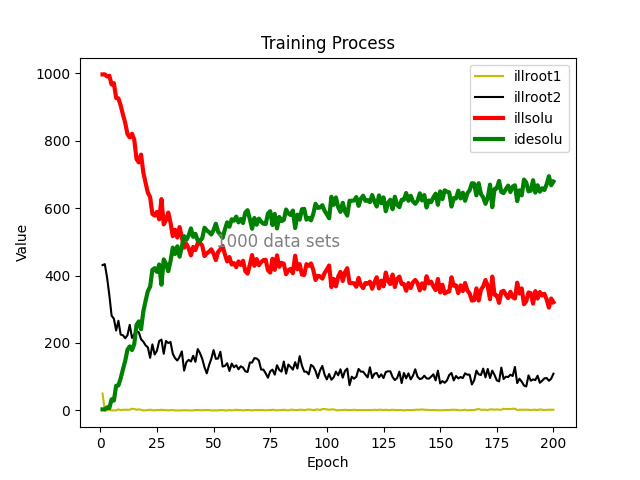 Training Process
1000
800
600
400
200
0
Value
0 25 50 75 100 125 150 175 200
Epoch
illroot1
illroot2
illsolu
idesolu
1000 data sets